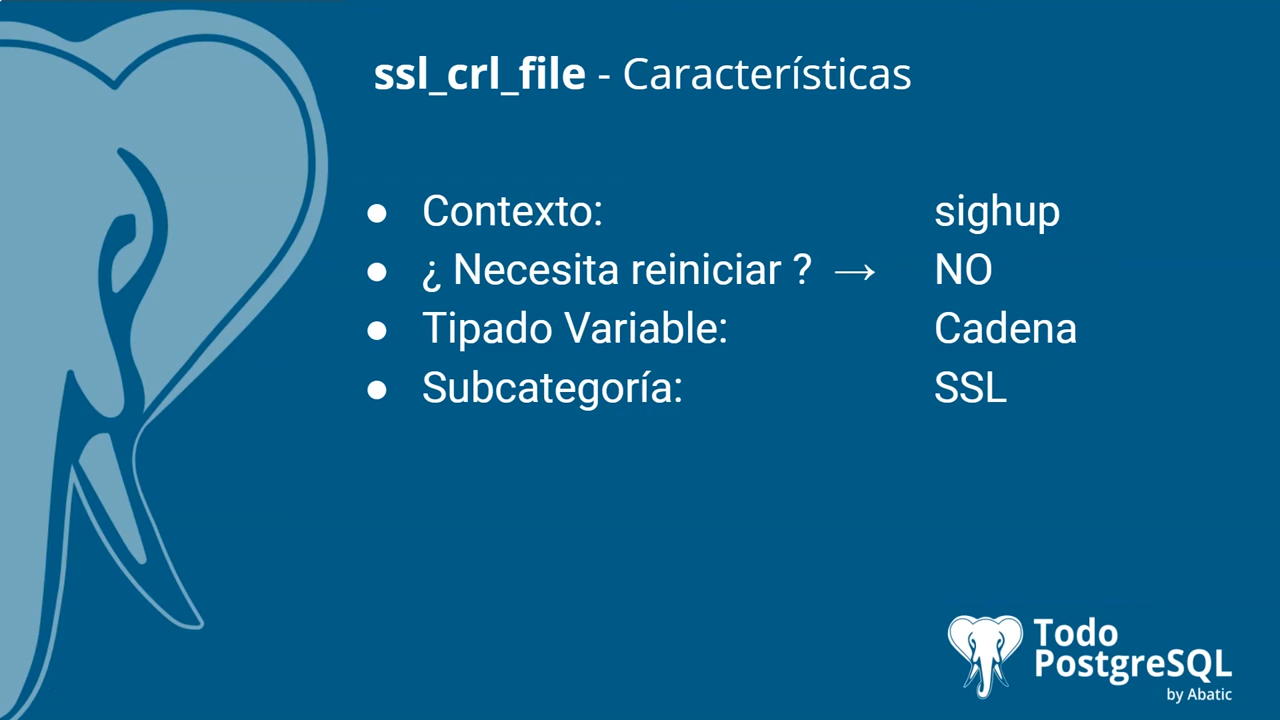 ssl_crl_file - Características
● Contexto: sighup
● ¿ Necesita reiniciar ? → NO
● Tipado Variable: Cadena
● Subcategoría: SSL
Todo
PostgreSQL
by Abatic